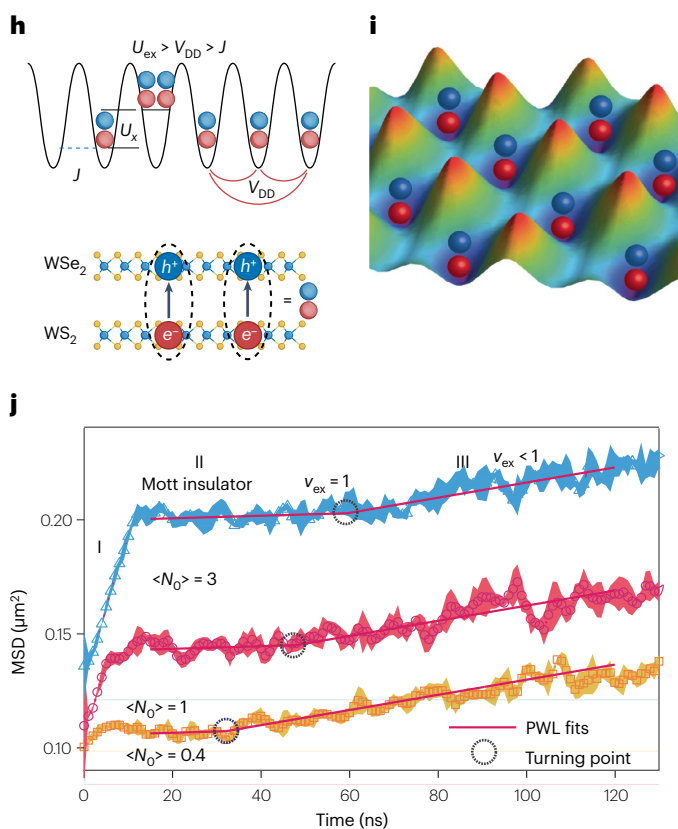 h
U_ex > V_DD > J
U_x
J
V_DD
WSe₂
h⁺ h⁺
=
WS₂
e⁻ e⁻
i
j
MSD (μm²)
0.20
0.15
0.10
I
II
Mott insulator
ν_ex = 1
III
ν_ex < 1
<N₀> = 3
<N₀> = 1
<N₀> = 0.4
PWL fits
Turning point
0 20 40 60 80 100 120
Time (ns)